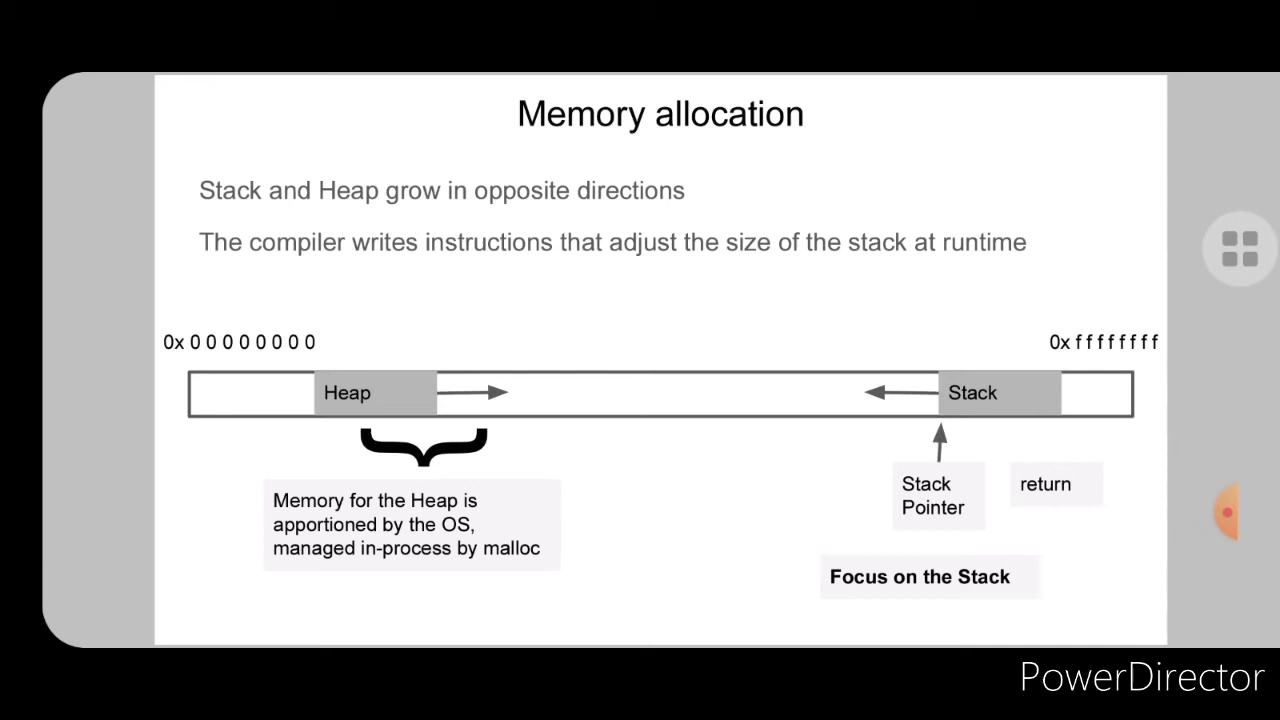 Memory allocation
Stack and Heap grow in opposite directions
The compiler writes instructions that adjust the size of the stack at runtime
0x 0 0 0 0 0 0 0 0
0x f f f f f f f f
Heap
Stack
Memory for the Heap is
apportioned by the OS,
managed in-process by malloc
Stack
Pointer
return
Focus on the Stack
PowerDirector